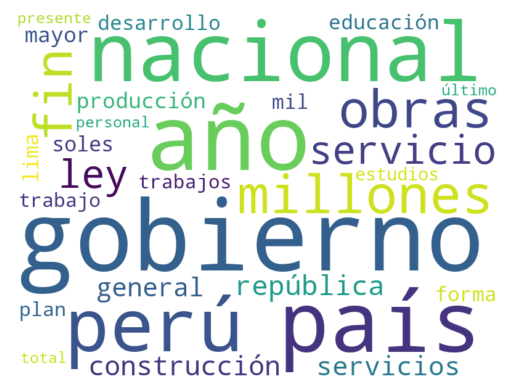 presente
desarrollo
educación
mayor
nacional
fin
producción
mil
último
obras
personal
año
soles
servicio
lima
ley
trabajos
estudios
trabajo
millones
gobierno
general
república
forma
plan
perú
país
total
construcción
servicios